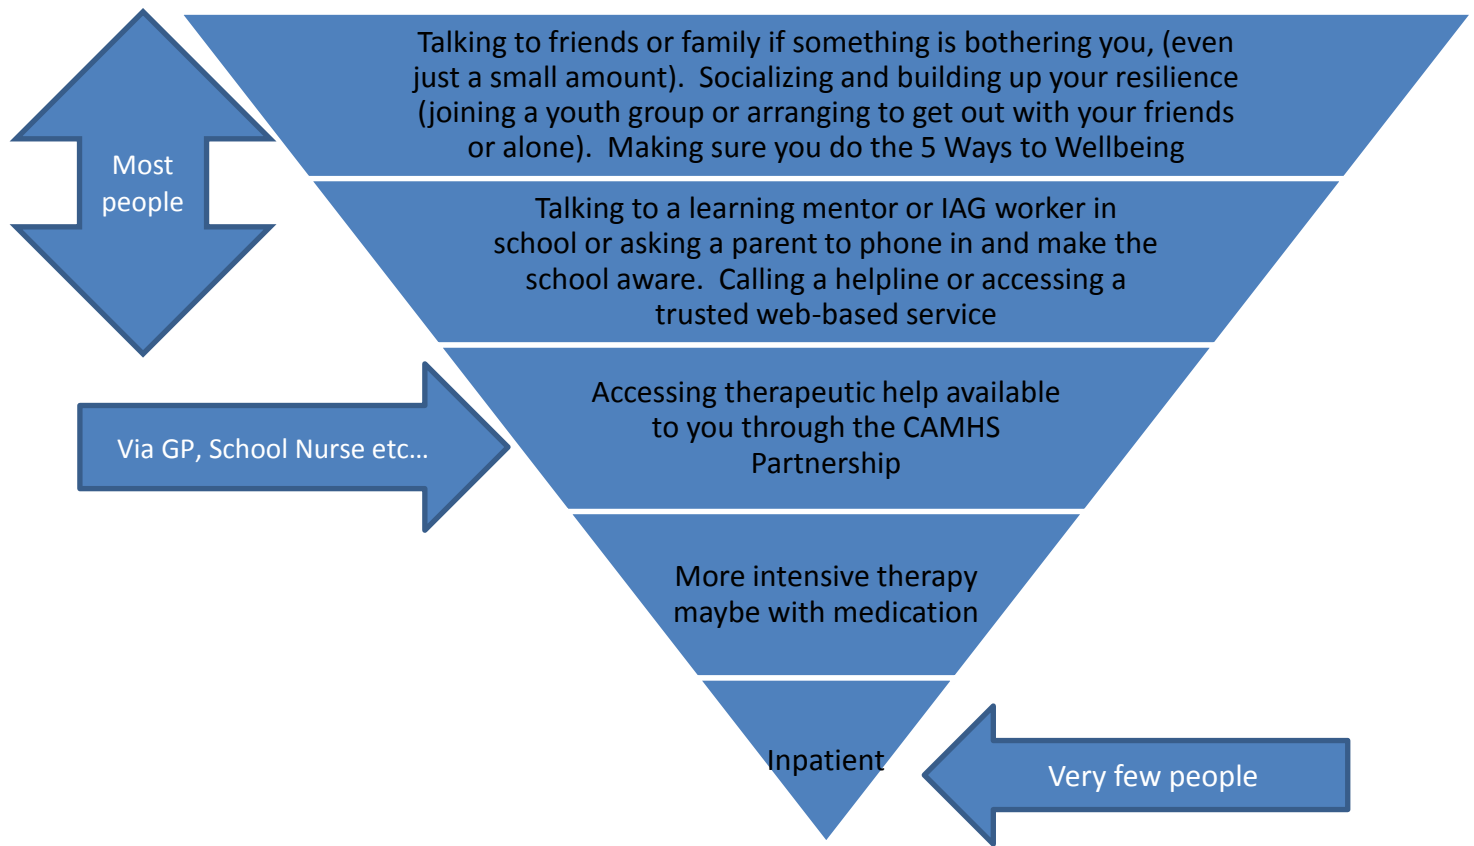 Talking to friends or family if something is bothering you, (even
just a small amount).  Socializing and building up your resilience
(joining a youth group or arranging to get out with your friends
or alone).  Making sure you do the 5 Ways to Wellbeing
Most
people
Talking to a learning mentor or IAG worker in
school or asking a parent to phone in and make the
school aware.  Calling a helpline or accessing a
trusted web-based service
Via GP, School Nurse etc…
Accessing therapeutic help available
to you through the CAMHS
Partnership
More intensive therapy
maybe with medication
Inpatient
Very few people